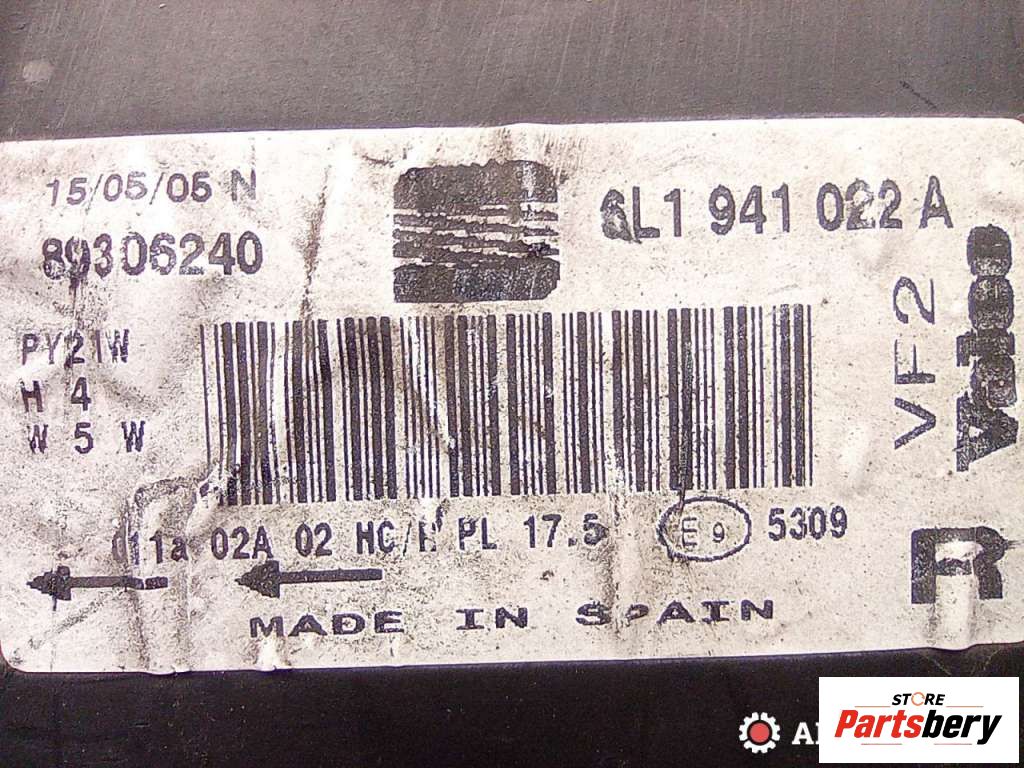 15/05/05 N
89306240
6L1 941 022 A
PY21W
H 4
W 5 W
VF2
Valeo
02A 02 HC/R PL 17.5 E9 5309
R
MADE IN SPAIN
STORE
Partsbery